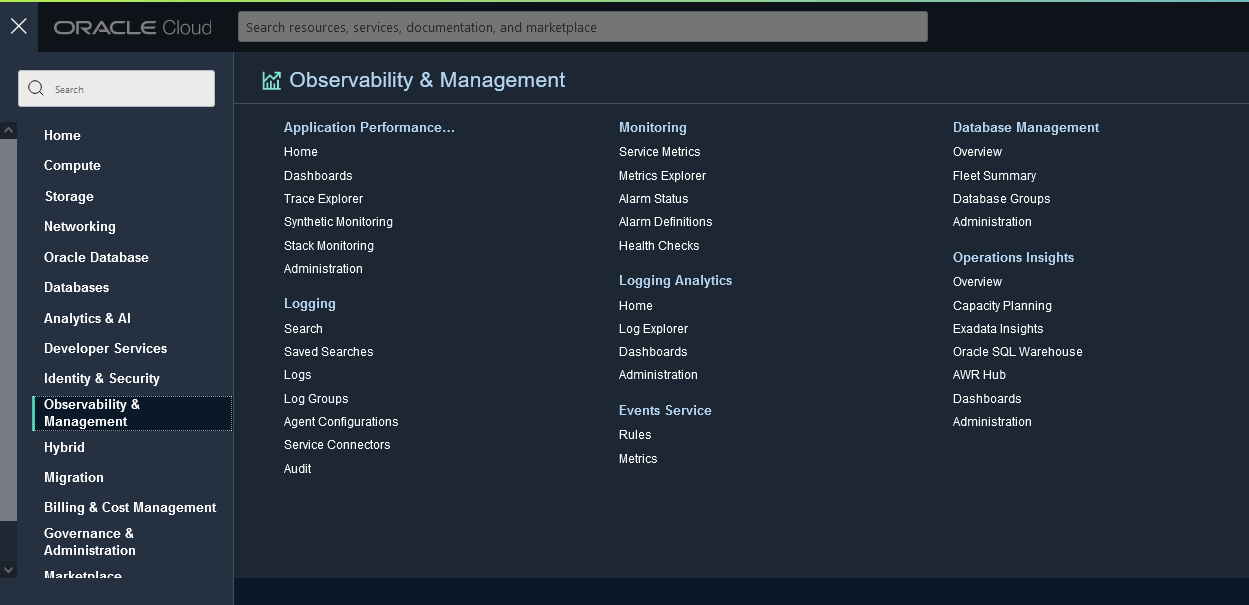 ORACLE Cloud
Search resources, services, documentation, and marketplace
Search
Home
Compute
Storage
Networking
Oracle Database
Databases
Analytics & AI
Developer Services
Identity & Security
Observability &
Management
Hybrid
Migration
Billing & Cost Management
Governance &
Administration
Marketplace
Observability & Management
Application Performance...
Home
Dashboards
Trace Explorer
Synthetic Monitoring
Stack Monitoring
Administration
Logging
Search
Saved Searches
Logs
Log Groups
Agent Configurations
Service Connectors
Audit
Monitoring
Service Metrics
Metrics Explorer
Alarm Status
Alarm Definitions
Health Checks
Logging Analytics
Home
Log Explorer
Dashboards
Administration
Events Service
Rules
Metrics
Database Management
Overview
Fleet Summary
Database Groups
Administration
Operations Insights
Overview
Capacity Planning
Exadata Insights
Oracle SQL Warehouse
AWR Hub
Dashboards
Administration